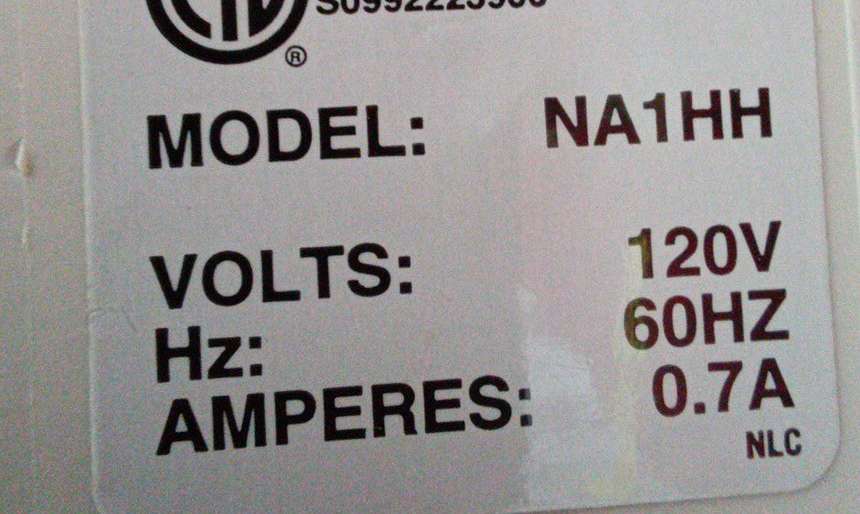 ®
MODEL: NA1HH
VOLTS: 120V
Hz: 60HZ
AMPERES: 0.7A
NLC